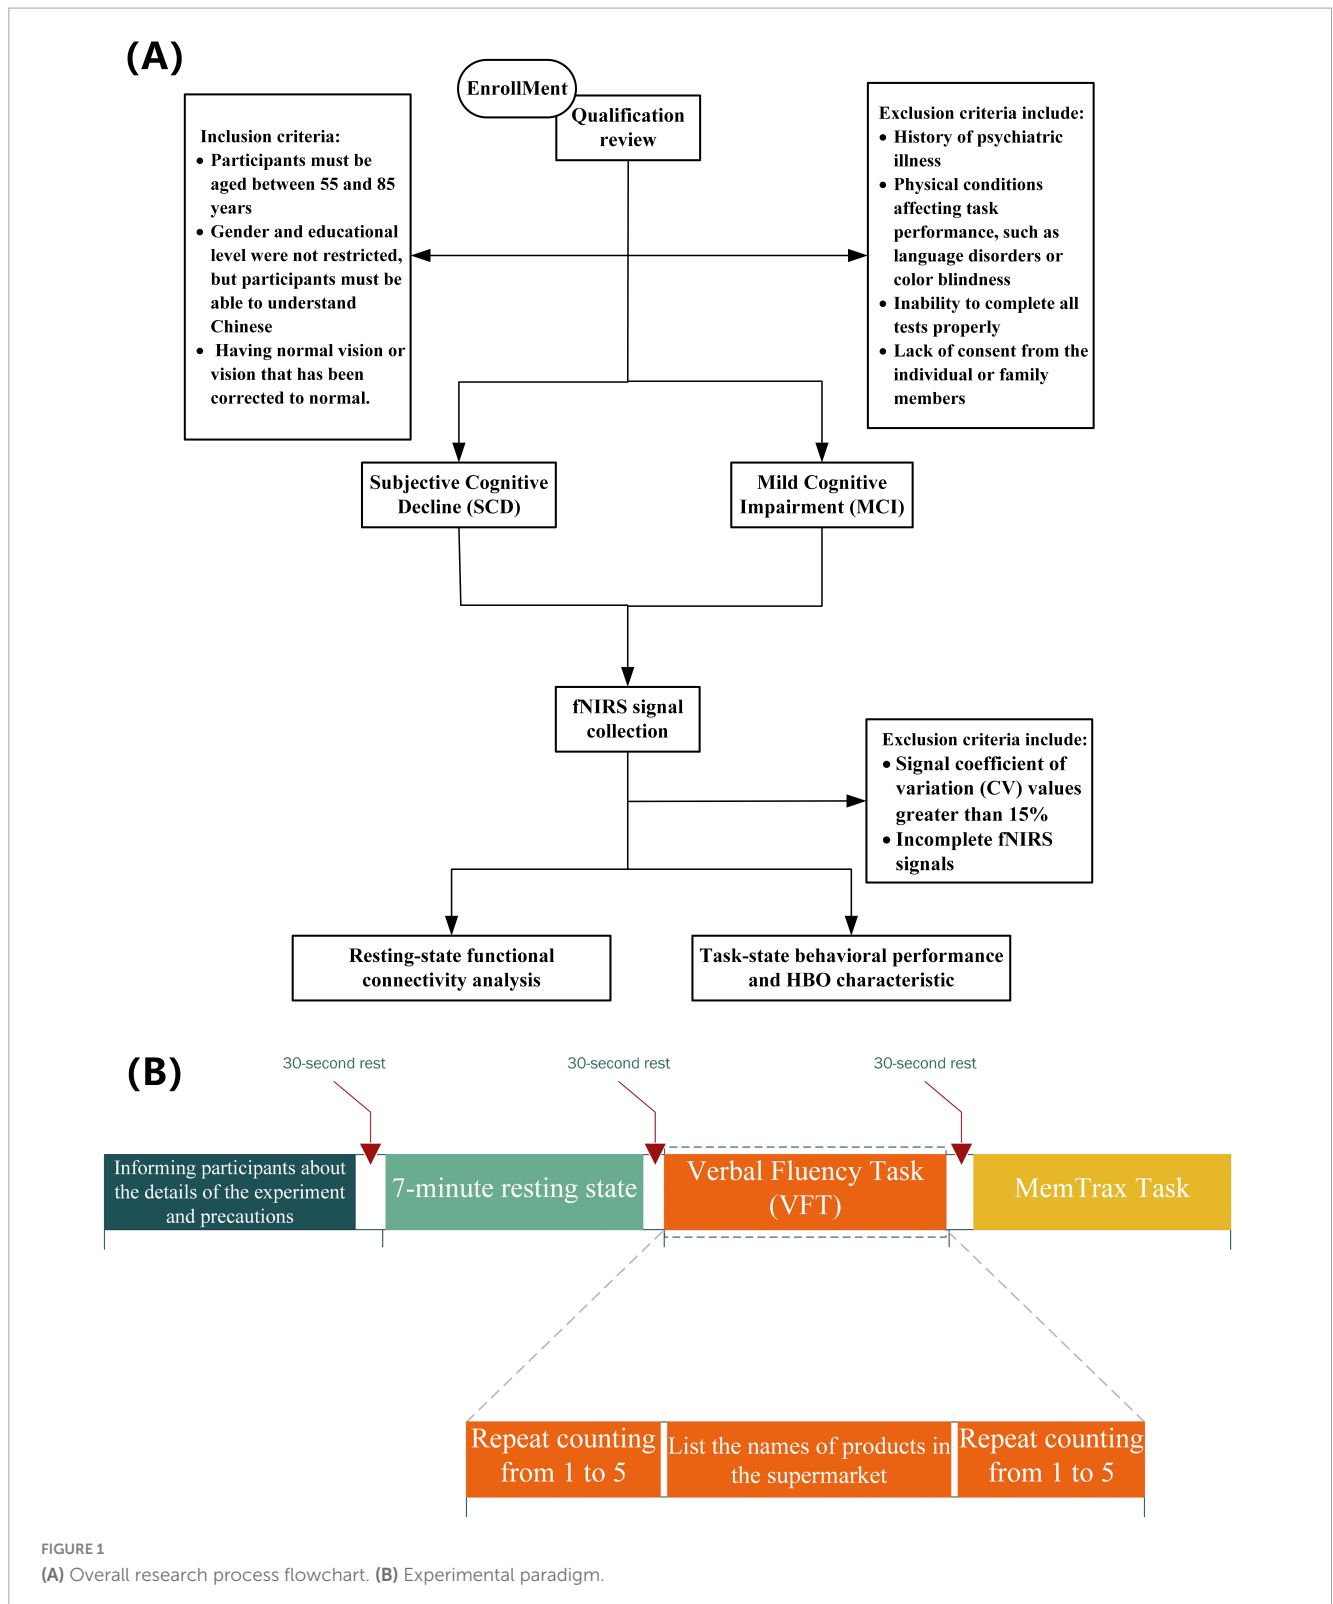 (A)
EnrollMent
Qualification
review
Inclusion criteria:
• Participants must be
aged between 55 and 85
years
• Gender and educational
level were not restricted,
but participants must be
able to understand
Chinese
• Having normal vision or
vision that has been
corrected to normal.
Exclusion criteria include:
• History of psychiatric
illness
• Physical conditions
affecting task
performance, such as
language disorders or
color blindness
• Inability to complete all
tests properly
• Lack of consent from the
individual or family
members
Subjective Cognitive
Decline (SCD)
Mild Cognitive
Impairment (MCI)
fNIRS signal
collection
Exclusion criteria include:
• Signal coefficient of
variation (CV) values
greater than 15%
• Incomplete fNIRS
signals
Resting-state functional
connectivity analysis
Task-state behavioral performance
and HBO characteristic
(B)
30-second rest
30-second rest
30-second rest
Informing participants about
the details of the experiment
and precautions
7-minute resting state
Verbal Fluency Task
(VFT)
MemTrax Task
Repeat counting
from 1 to 5
List the names of products in
the supermarket
Repeat counting
from 1 to 5
FIGURE 1
(A) Overall research process flowchart. (B) Experimental paradigm.